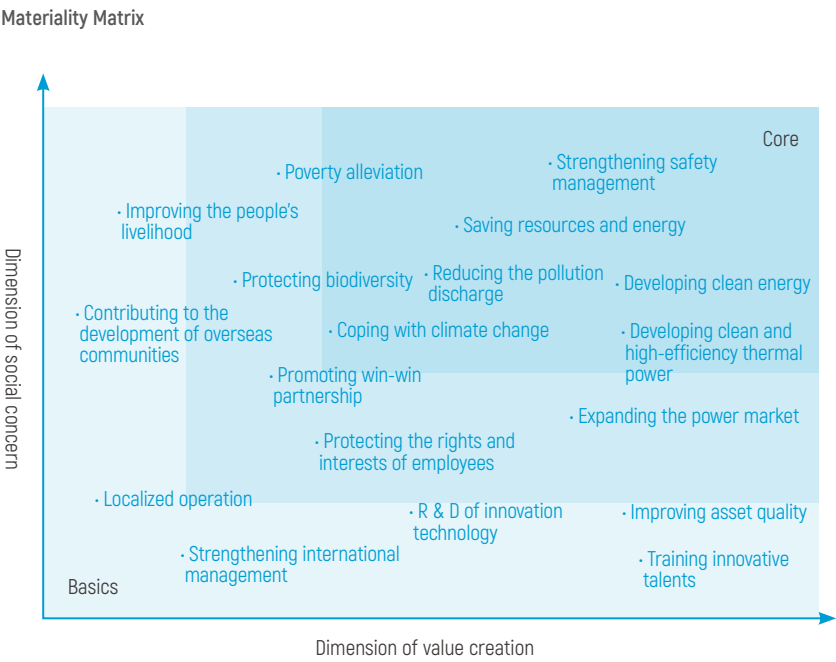 Materiality Matrix
Core
· Poverty alleviation
· Strengthening safety
management
· Improving the people's
livelihood
· Saving resources and energy
· Protecting biodiversity
· Reducing the pollution
discharge
· Developing clean energy
· Contributing to the
development of overseas
communities
· Coping with climate change
· Developing clean and
high-efficiency thermal
power
· Promoting win-win
partnership
· Expanding the power market
· Protecting the rights and
interests of employees
· Localized operation
· R & D of innovation
technology
· Improving asset quality
· Strengthening international
management
· Training innovative
talents
Basics
Dimension of social concern
Dimension of value creation